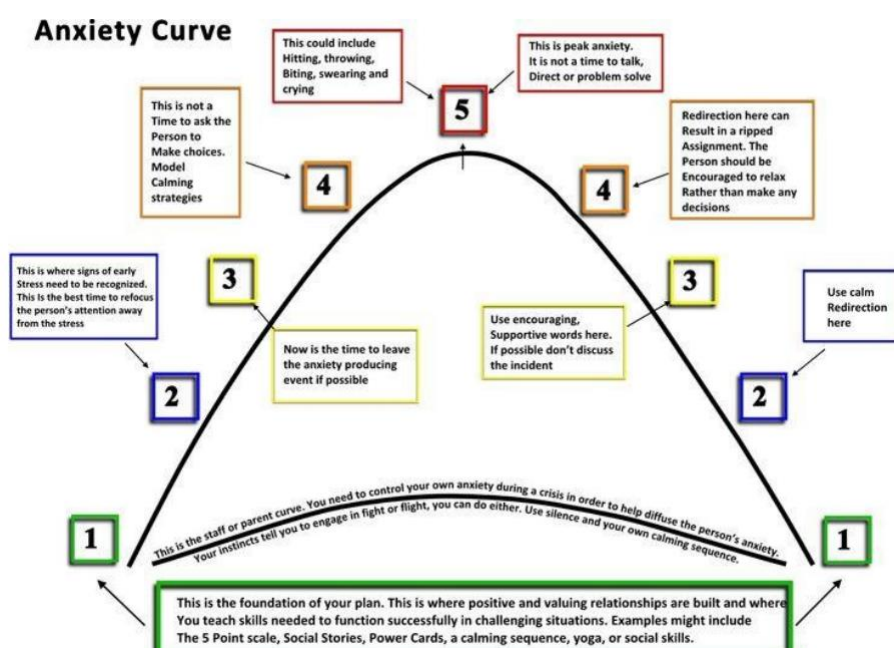 Anxiety Curve
This could include
Hitting, throwing,
Biting, swearing and
crying
This is peak anxiety.
It is not a time to talk,
Direct or problem solve
5
This is not a
Time to ask the
Person to
Make choices.
Model
Calming
strategies
4
4
Redirection here can
Result in a ripped
Assignment. The
Person should be
Encouraged to relax
Rather than make any
decisions
This is where signs of early
Stress need to be recognized.
This Is the best time to refocus
the person's attention away
from the stress
3
3
Now is the time to leave
the anxiety producing
event if possible
Use encouraging,
Supportive words here.
If possible don't discuss
the incident
Use calm
Redirection
here
2
2
This is the staff or parent curve. You need to control your own anxiety during a crisis in order to help diffuse the person's anxiety.
Your instincts tell you to engage in fight or flight, you can do either. Use silence and your own calming sequence.
1
1
This is the foundation of your plan. This is where positive and valuing relationships are built and where
You teach skills needed to function successfully in challenging situations. Examples might include
The 5 Point scale, Social Stories, Power Cards, a calming sequence, yoga, or social skills.